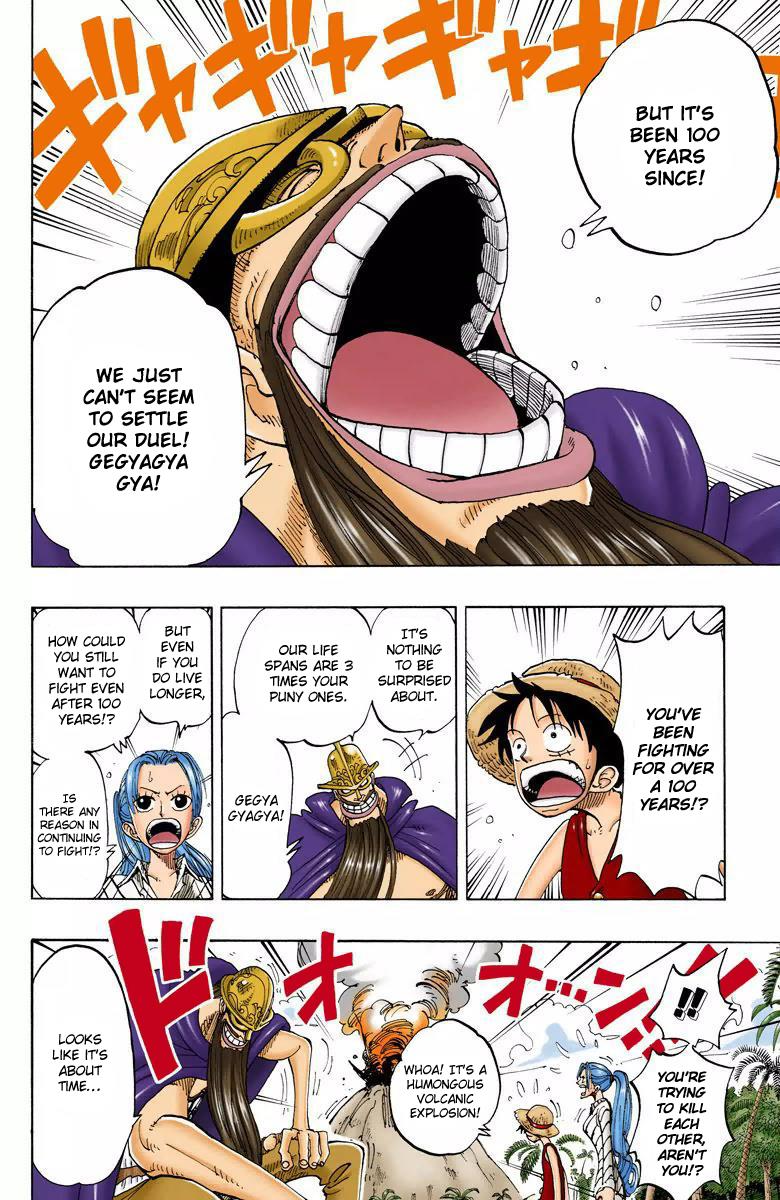 ギャギャギャギャギャ
BUT IT'S
BEEN 100
YEARS
SINCE!
WE JUST
CAN'T SEEM
TO SETTLE
OUR DUEL!
GEGYAGYA
GYA!
YOU'VE
BEEN
FIGHTING
FOR OVER
A 100
YEARS!?
IT'S
NOTHING
TO BE
SURPRISED
ABOUT.
OUR LIFE
SPANS ARE 3
TIMES YOUR
PUNY ONES.
GEGYA
GYAGYA!
BUT
EVEN
IF YOU
DO LIVE
LONGER,
HOW COULD
YOU STILL
WANT TO
FIGHT EVEN
AFTER 100
YEARS!?
IS
THERE ANY
REASON IN
CONTINUING
TO FIGHT!?
!!
YOU'RE
TRYING
TO KILL
EACH
OTHER,
AREN'T
YOU!?
ドオオォン!!
WHOA! IT'S A
HUMONGOUS
VOLCANIC
EXPLOSION!
LOOKS
LIKE IT'S
ABOUT
TIME...